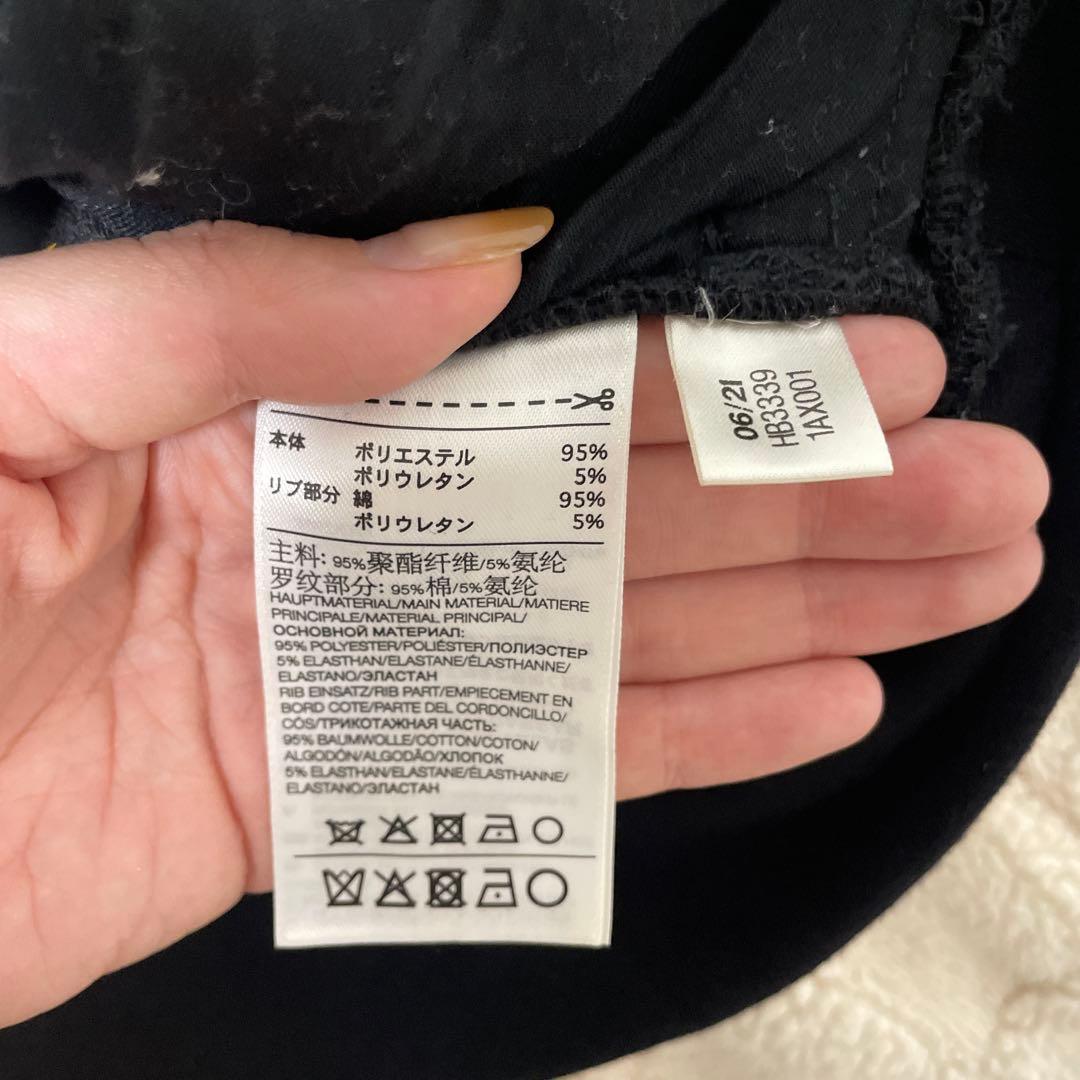 本体 ポリエステル 95%
ポリウレタン 5%
リブ部分 綿 95%
ポリウレタン 5%
主料: 95%聚酯纤维/5%氨纶
罗纹部分: 95%棉/5%氨纶
HAUPTMATERIAL/MAIN MATERIAL/MATIERE
PRINCIPALE/MATERIAL PRINCIPAL/
ОСНОВНОЙ МАТЕРИАЛ:
95% POLYESTER/POLIÉSTER/ПОЛИЭСТЕР
5% ELASTHAN/ELASTANE/ÉLASTHANNE/
ELASTANO/ЭЛАСТАН
RIB EINSATZ/RIB PART/EMPIECEMENT EN
BORD COTE/PARTE DEL CORDONCILLO/
CÓS/ТРИКОТАЖНАЯ ЧАСТЬ:
95% BAUMWOLLE/COTTON/COTON/
ALGODÓN/ALGODÃO/ХЛОПОК
5% ELASTHAN/ELASTANE/ÉLASTHANNE/
ELASTANO/ЭЛАСТАН
06/21
HB3339
1AX001